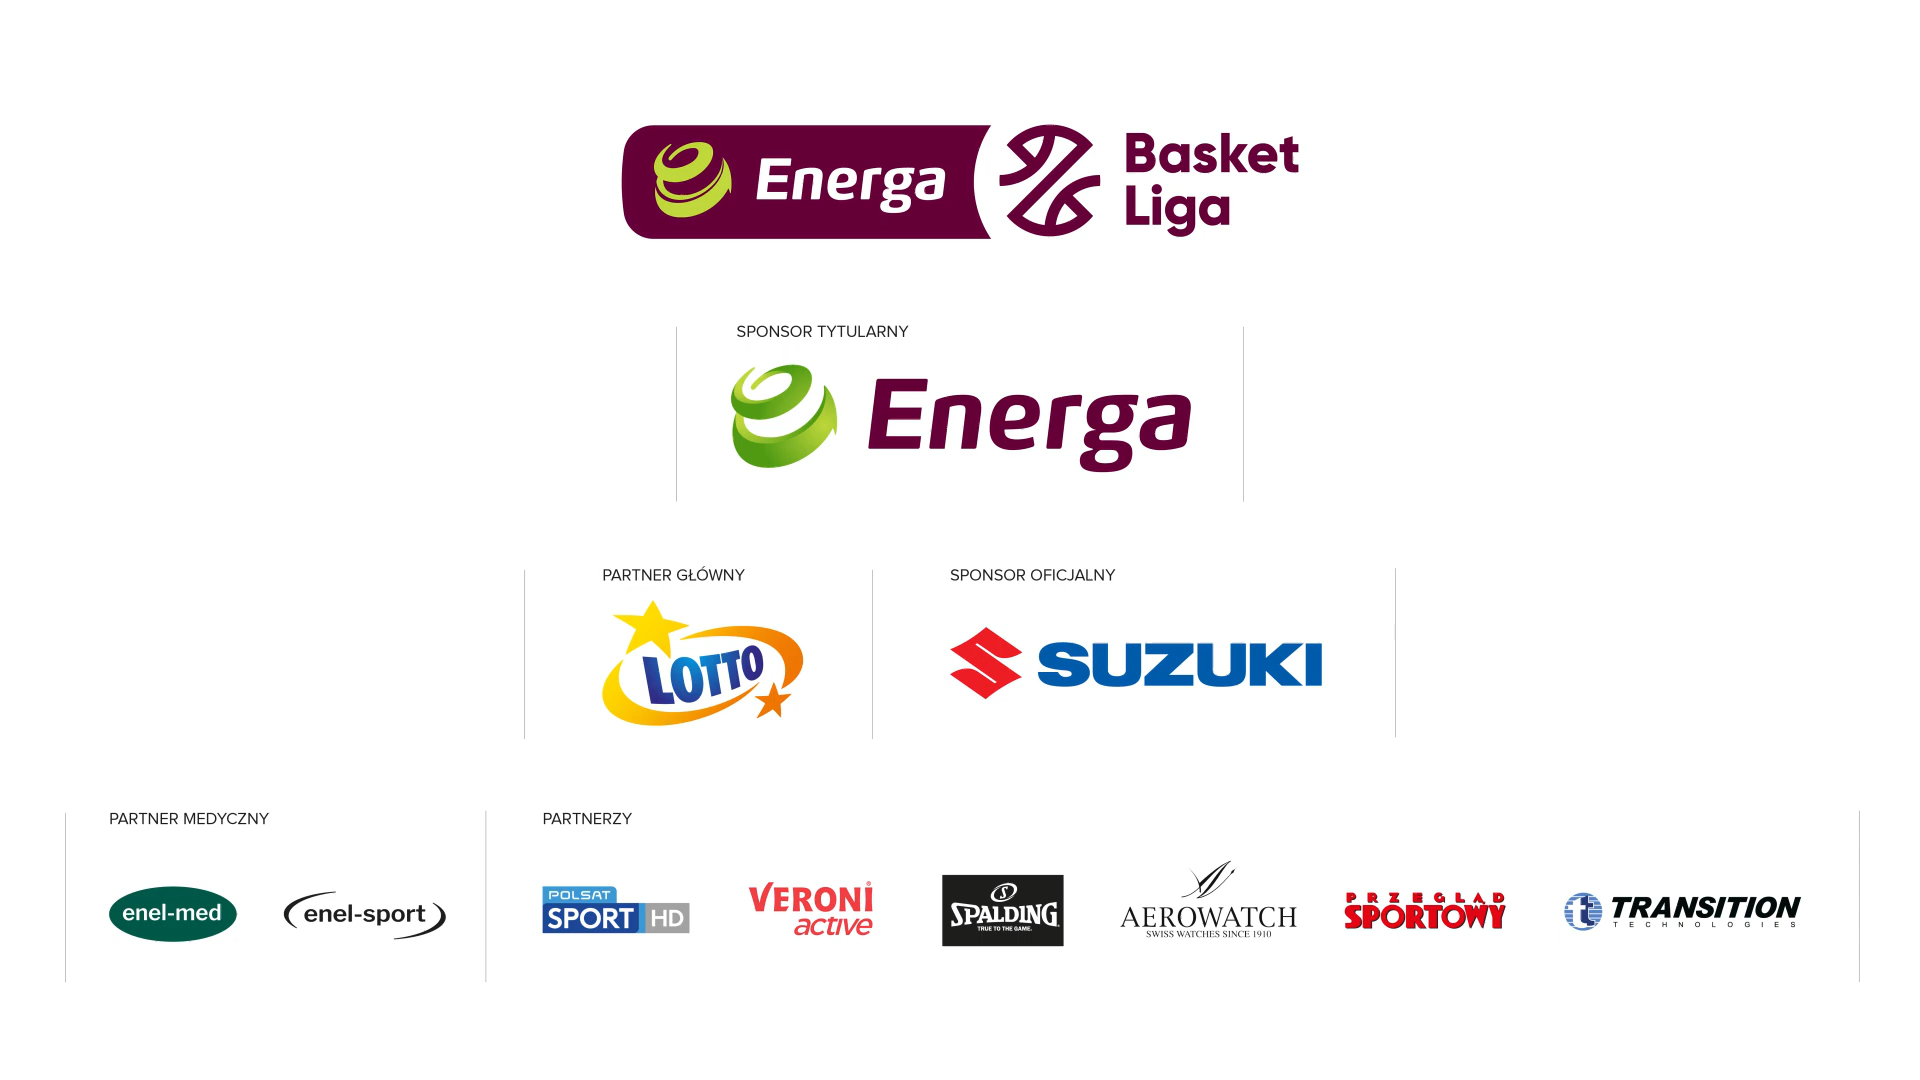 Energa
Basket
Liga
SPONSOR TYTULARNY
Energa
PARTNER GŁÓWNY
SPONSOR OFICJALNY
LOTTO
SUZUKI
PARTNER MEDYCZNY
PARTNERZY
enel-med
enel-sport
POLSAT
SPORT HD
VERONI®
active
S
SPALDING®
TRUE TO THE GAME.
AEROWATCH
SWISS WATCHES SINCE 1910
PRZEGLĄD
SPORTOWY
t TRANSITION
TECHNOLOGIES